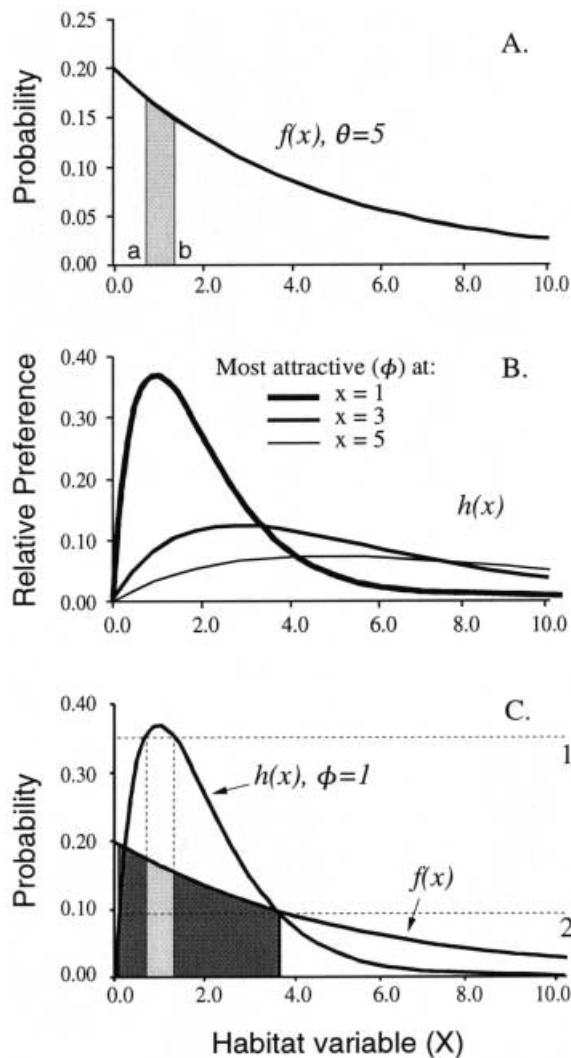 A.
Probability
0.25
0.20
0.15
0.10
0.05
0.00
f(x), θ=5
a b
0.0 2.0 4.0 6.0 8.0 10.0
B.
Relative Preference
0.40
0.30
0.20
0.10
0.00
Most attractive (ϕ) at:
x = 1
x = 3
x = 5
h(x)
0.0 2.0 4.0 6.0 8.0 10.0
C.
Probability
0.40
0.30
0.20
0.10
0.00
1
h(x), ϕ=1
f(x)
2
0.0 2.0 4.0 6.0 8.0 10.0
Habitat variable (X)